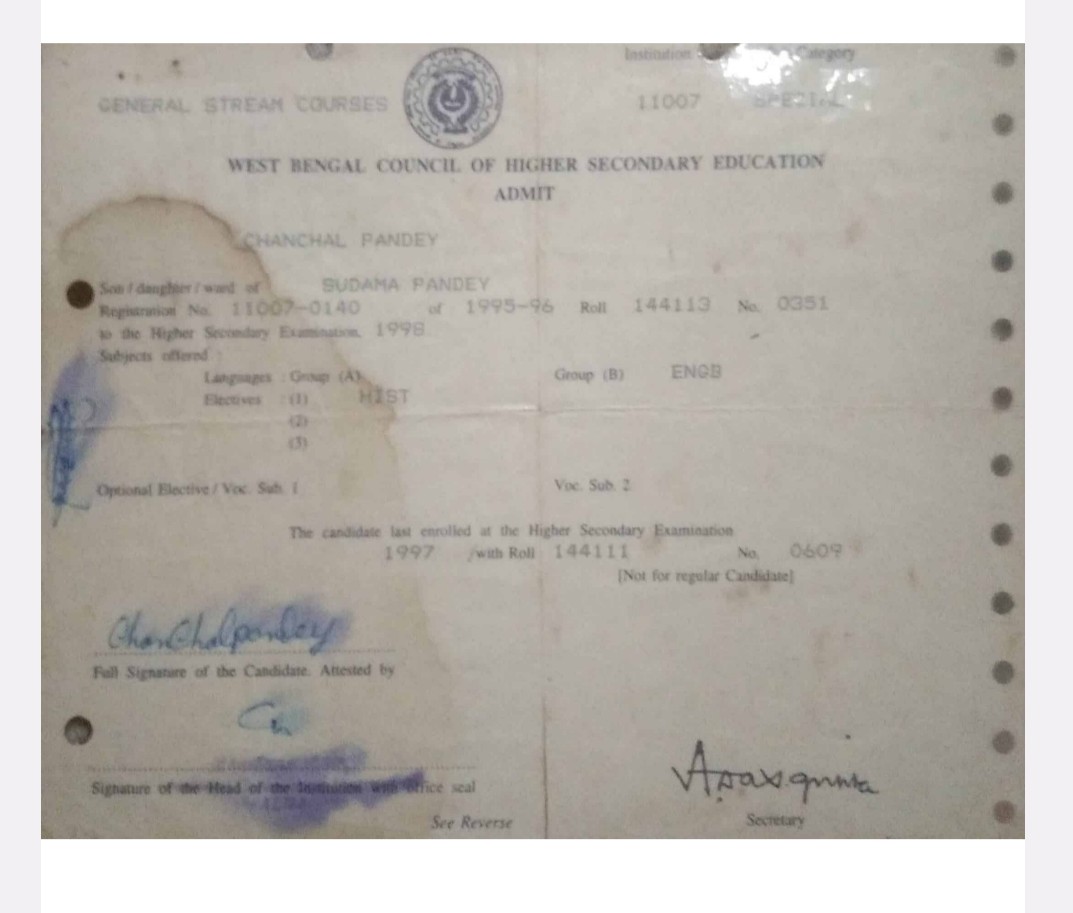 Institution Category
GENERAL STREAM COURSES 11007 SPECIAL
WEST BENGAL COUNCIL OF HIGHER SECONDARY EDUCATION
ADMIT
CHANCHAL PANDEY
Son / daughter / ward of SUDAMA PANDEY
Registration No. 11007-0140 of 1995-96 Roll 144113 No. 0351
to the Higher Secondary Examination, 1998
Subjects offered :
Languages : Group (A) Group (B) ENGB
Electives : (1) HIST
(2)
(3)
Optional Elective / Voc. Sub. 1 Voc. Sub. 2
The candidate last enrolled at the Higher Secondary Examination
1997 /with Roll 144111 No. 0609
[Not for regular Candidate]
Chanchal pandey
Full Signature of the Candidate. Attested by
Signature of the Head of the Institution with office seal
See Reverse Secretary